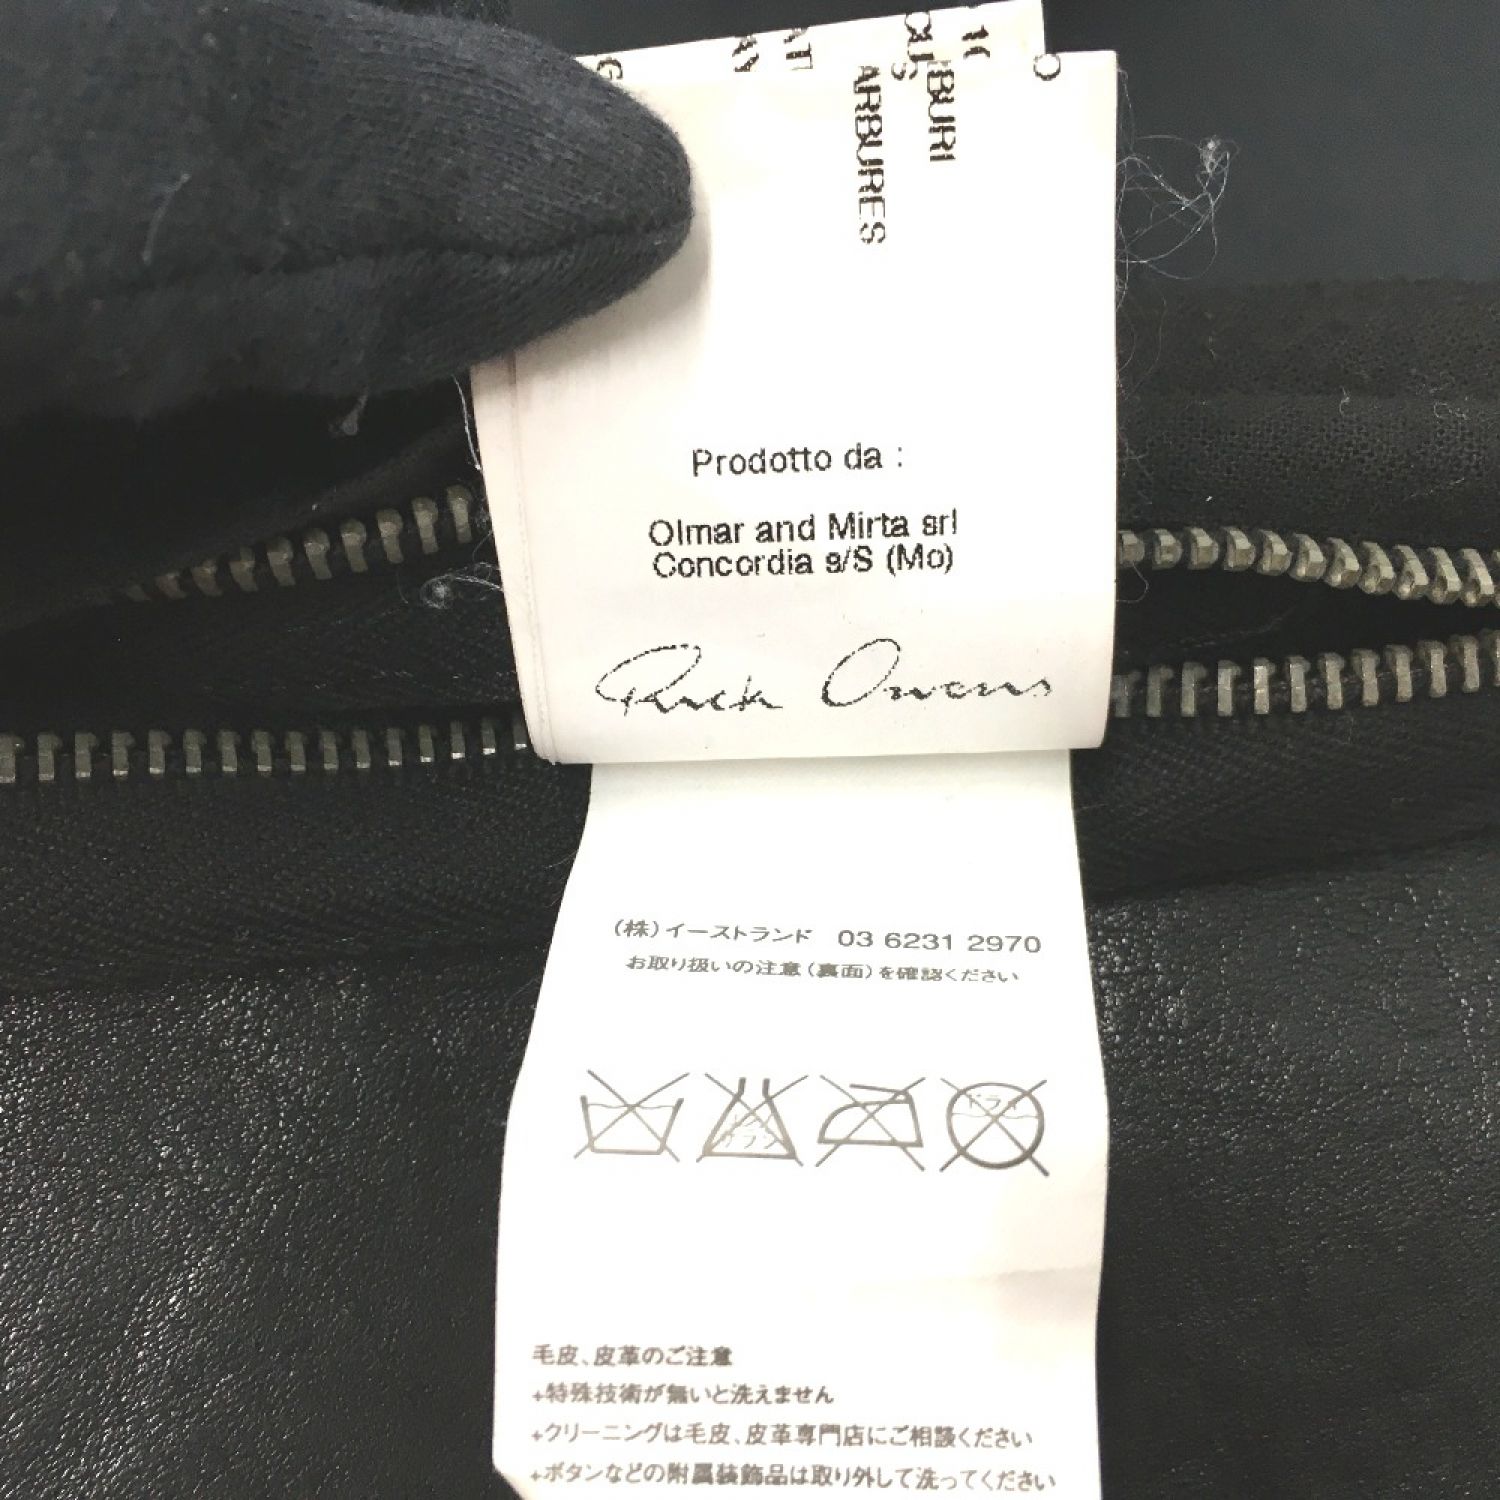 ARBURES
BURI
Prodotto da :
Olmar and Mirta srl
Concordia s/S (Mo)
Rick Owens
(株)イーストランド 03 6231 2970
お取り扱いの注意(裏面)を確認ください
ドライ
毛皮、皮革のご注意
+特殊技術が無いと洗えません
+クリーニングは毛皮、皮革専門店にご相談ください
+ボタンなどの附属装飾品は取り外して洗ってください